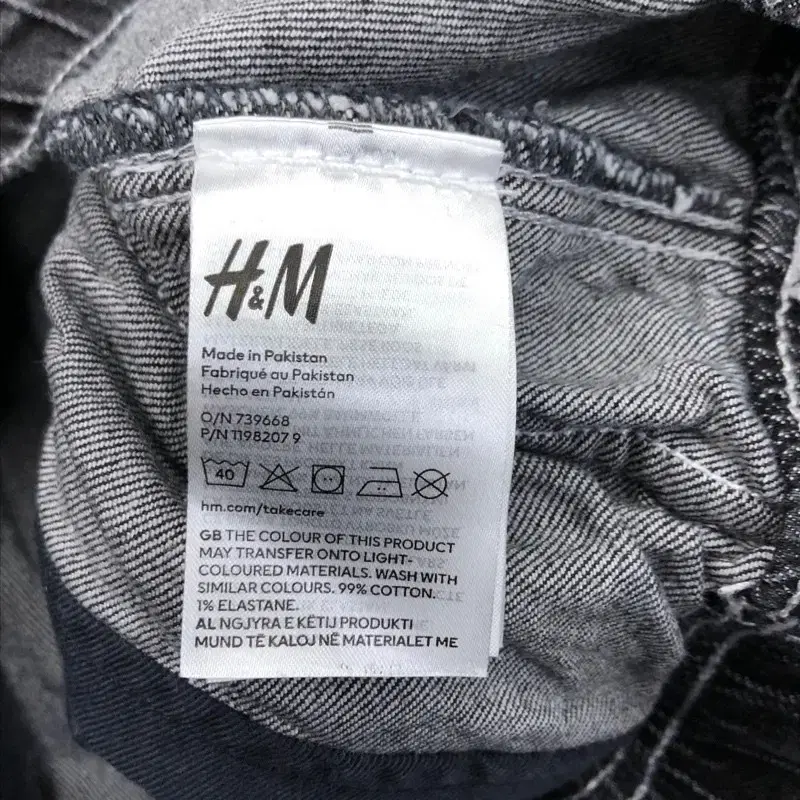 H&M
Made in Pakistan
Fabriqué au Pakistan
Hecho en Pakistán
O/N 739668
P/N 1198207 9
40
hm.com/takecare
GB THE COLOUR OF THIS PRODUCT
MAY TRANSFER ONTO LIGHT-
COLOURED MATERIALS. WASH WITH
SIMILAR COLOURS. 99% COTTON.
1% ELASTANE.
AL NGJYRA E KËTIJ PRODUKTI
MUND TË KALOJ NË MATERIALET ME